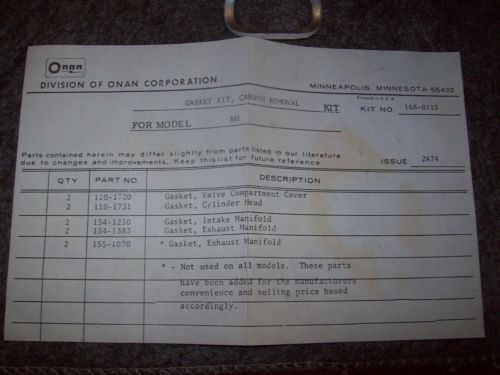 Onan
DIVISION OF ONAN CORPORATION
MINNEAPOLIS, MINNESOTA 55432
Printed in U.S.A.
GASKET KIT, CARBON REMOVAL KIT KIT NO. 168-0115
FOR MODEL NH
Parts contained herein may differ slightly from parts listed in our literature
due to changes and improvements. Keep this list for future reference.
ISSUE 2A74
QTY PART NO. DESCRIPTION
2 110-1720 Gasket, Valve Compartment Cover
2 110-1731 Gasket, Cylinder Head
2 154-1250 Gasket, Intake Manifold
2 154-1383 Gasket, Exhaust Manifold
2 155-1070 * Gasket, Exhaust Manifold
* - Not used on all models. These parts
have been added for the manufacturers
convenience and selling price based
accordingly.